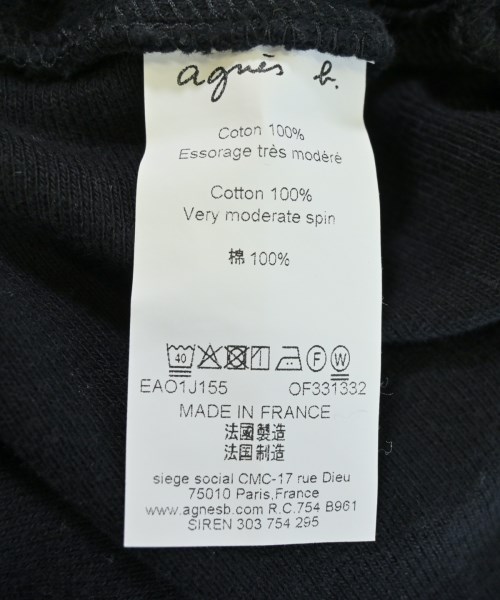 agnès b.
Coton 100%
Essorage très modéré
Cotton 100%
Very moderate spin
棉 100%
40 F W
EAO1J155 OF331332
MADE IN FRANCE
法國製造
法国制造
siege social CMC-17 rue Dieu
75010 Paris,France
www.agnesb.com R.C.754 B961
SIREN 303 754 295